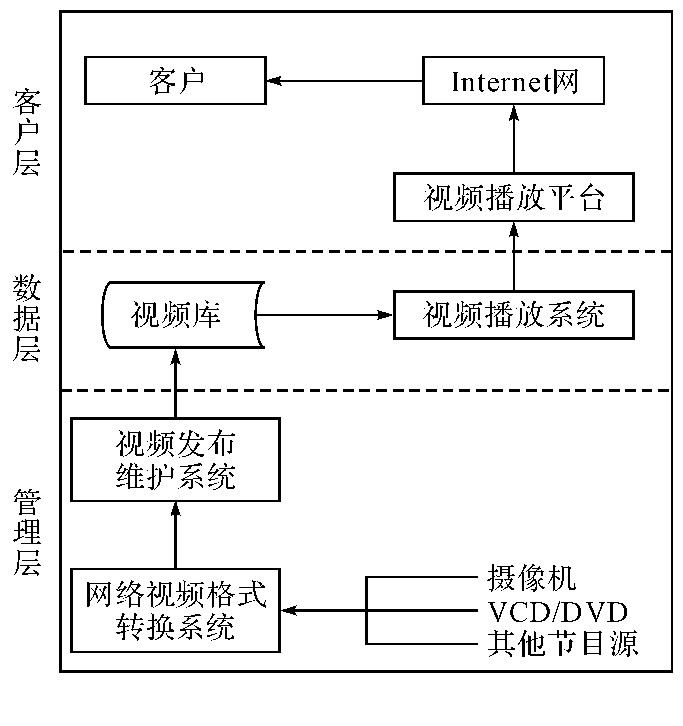 客户层
客户
Internet网
视频播放平台
数据层
视频库
视频播放系统
管理层
视频发布
维护系统
网络视频格式
转换系统
摄像机
VCD/DVD
其他节目源